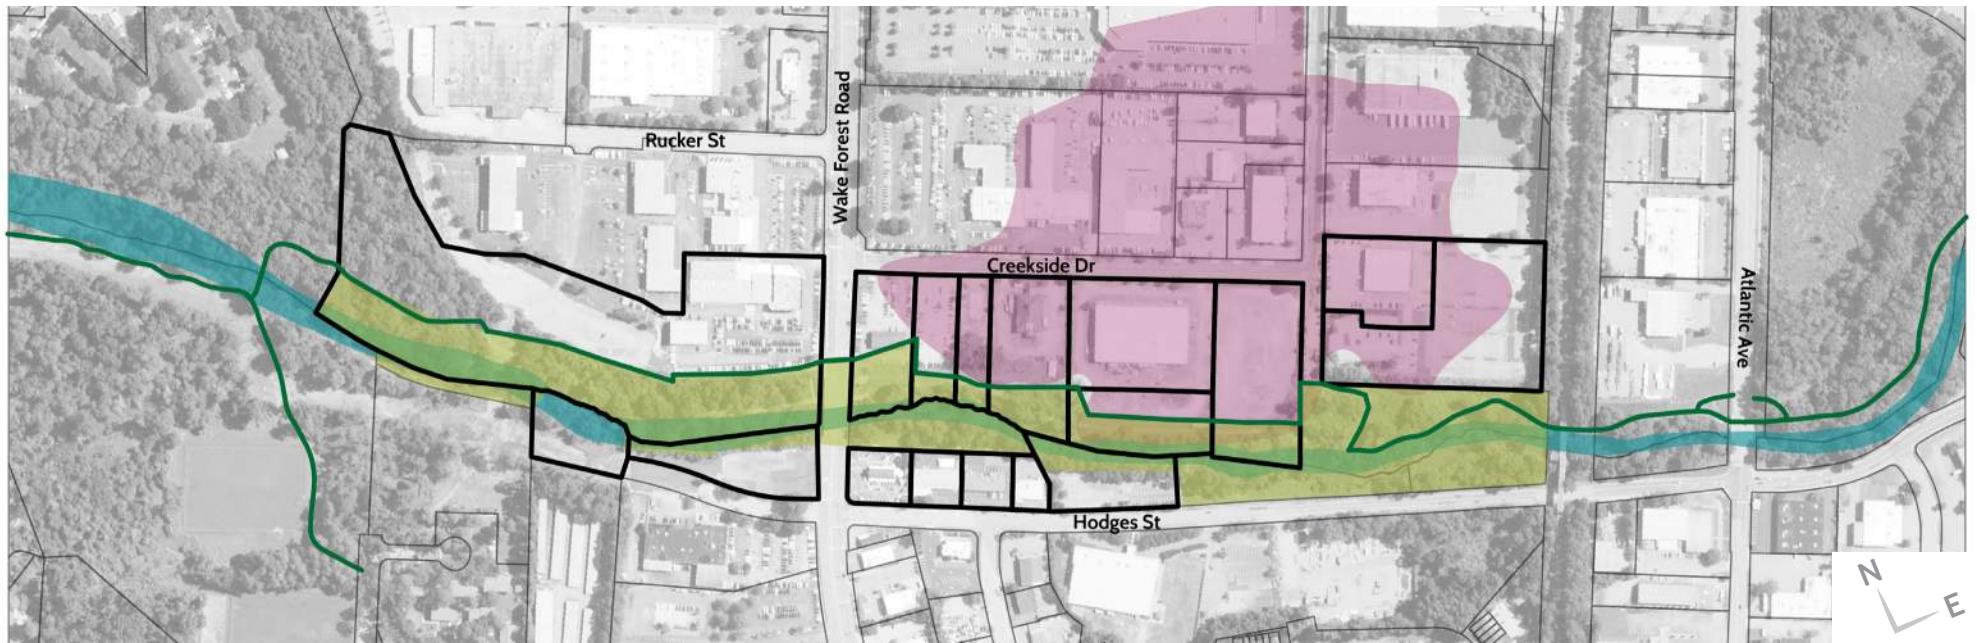 Rucker St
Wake Forest Road
Creekside Dr
Atlantic Ave
Hodges St
N
E